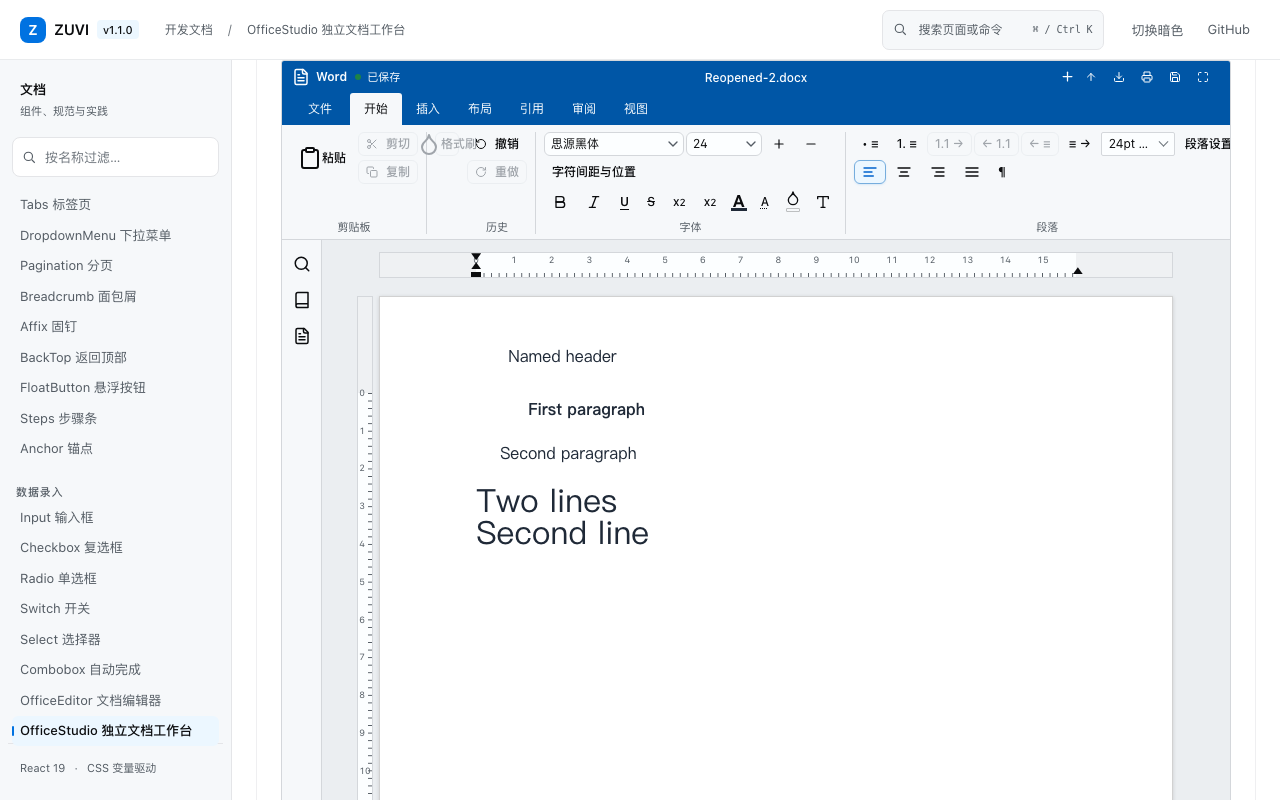 Z ZUVI v1.1.0 开发文档 / OfficeStudio 独立文档工作台 搜索页面或命令 ⌘ / Ctrl K 切换暗色 GitHub
文档
组件、规范与实践
按名称过滤...
Tabs 标签页
DropdownMenu 下拉菜单
Pagination 分页
Breadcrumb 面包屑
Affix 固钉
BackTop 返回顶部
FloatButton 悬浮按钮
Steps 步骤条
Anchor 锚点
数据录入
Input 输入框
Checkbox 复选框
Radio 单选框
Switch 开关
Select 选择器
Combobox 自动完成
OfficeEditor 文档编辑器
OfficeStudio 独立文档工作台
React 19 · CSS 变量驱动
Word 已保存 Reopened-2.docx
文件 开始 插入 布局 引用 审阅 视图
粘贴 剪切 格式刷 撤销 思源黑体 24 + − • ≡ 1. ≡ 1.1 → ← 1.1 ← ≡ ≡ → 24pt ... 段落设置
复制 重做 字符间距与位置 ¶
B I U S x2 x2 A A T
剪贴板 历史 字体 段落
1 2 3 4 5 6 7 8 9 10 11 12 13 14 15
0
1
2
3
4
5
6
7
8
9
10
Named header
First paragraph
Second paragraph
Two lines
Second line